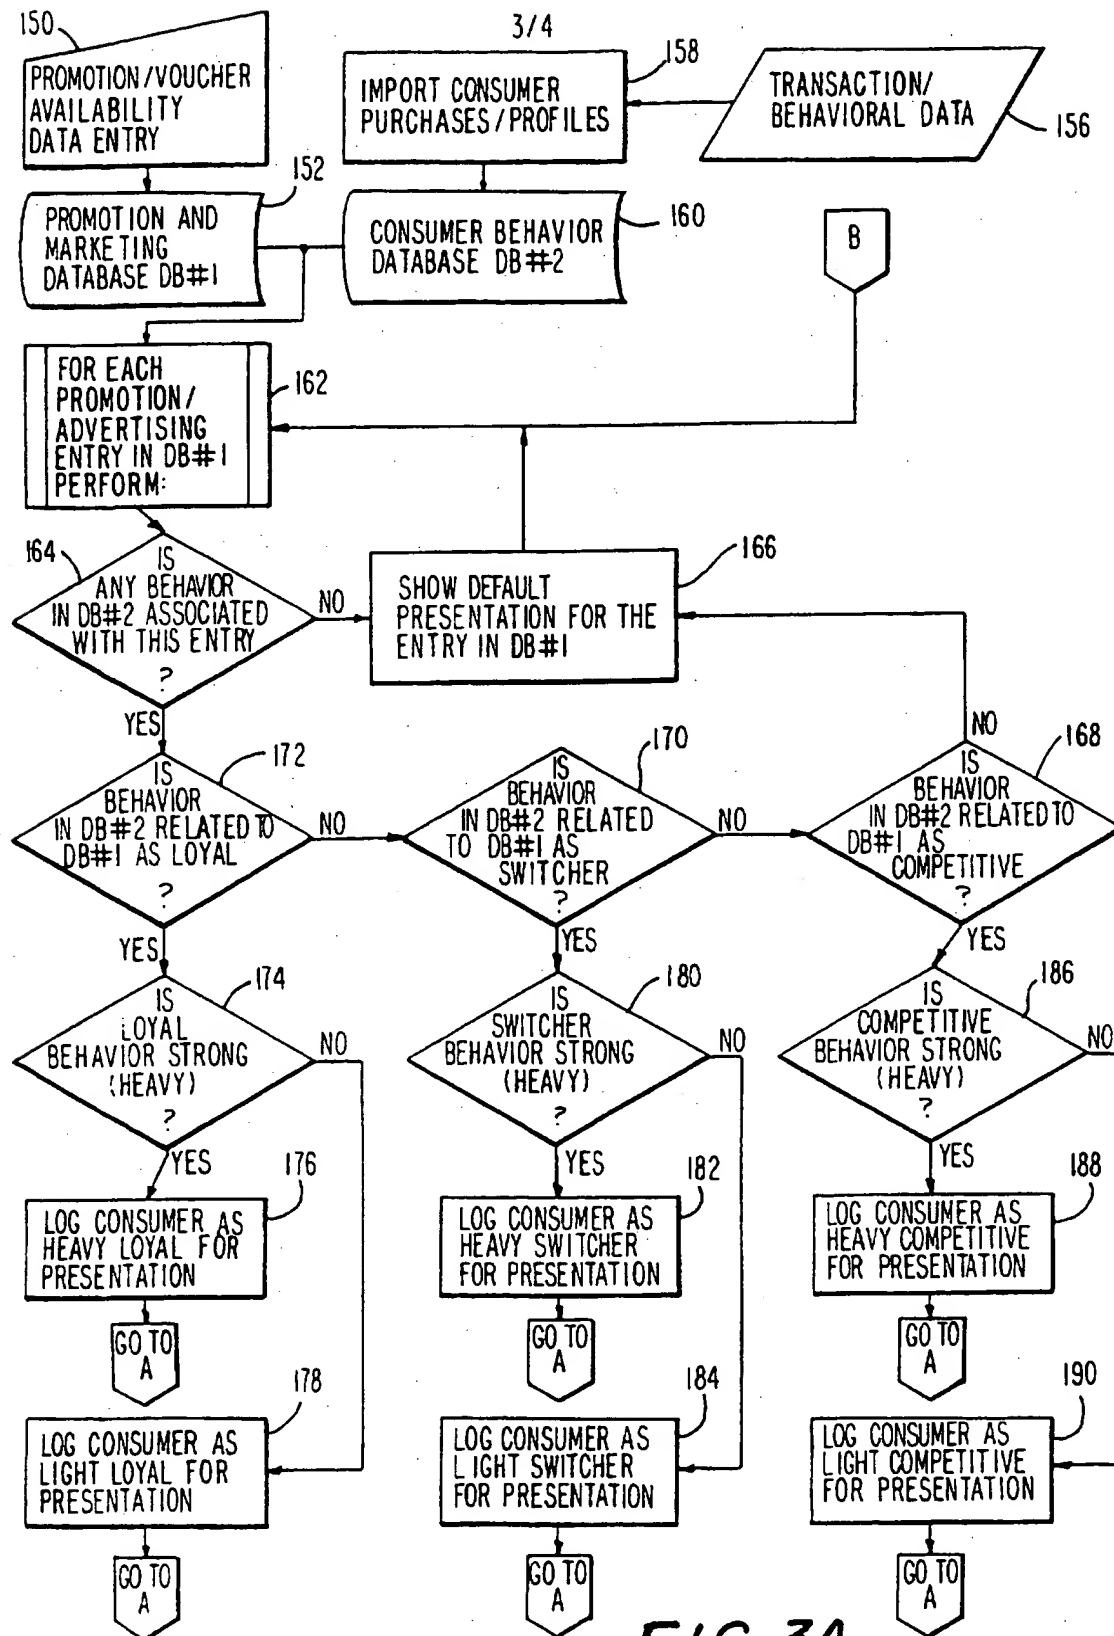 3/4
150
PROMOTION/VOUCHER
AVAILABILITY
DATA ENTRY
158
IMPORT CONSUMER
PURCHASES/PROFILES
TRANSACTION/
BEHAVIORAL DATA
156
152
PROMOTION AND
MARKETING
DATABASE DB#1
160
CONSUMER BEHAVIOR
DATABASE DB#2
B
FOR EACH
PROMOTION/
ADVERTISING
ENTRY IN DB#1
PERFORM:
162
164
IS
ANY BEHAVIOR
IN DB#2 ASSOCIATED
WITH THIS ENTRY
?
NO
SHOW DEFAULT
PRESENTATION FOR THE
ENTRY IN DB#1
166
YES
172
IS
BEHAVIOR
IN DB#2 RELATED TO
DB#1 AS LOYAL
?
NO
170
IS
BEHAVIOR
IN DB#2 RELATED
TO DB#1 AS
SWITCHER
?
NO
NO
168
IS
BEHAVIOR
IN DB#2 RELATED TO
DB#1 AS
COMPETITIVE
?
YES
174
IS
LOYAL
BEHAVIOR STRONG
(HEAVY)
?
NO
YES
180
IS
SWITCHER
BEHAVIOR STRONG
(HEAVY)
?
NO
YES
186
IS
COMPETITIVE
BEHAVIOR STRONG
(HEAVY)
?
NO
YES
176
LOG CONSUMER AS
HEAVY LOYAL FOR
PRESENTATION
YES
182
LOG CONSUMER AS
HEAVY SWITCHER
FOR PRESENTATION
YES
188
LOG CONSUMER AS
HEAVY COMPETITIVE
FOR PRESENTATION
GO TO
A
GO TO
A
GO TO
A
178
LOG CONSUMER AS
LIGHT LOYAL FOR
PRESENTATION
184
LOG CONSUMER AS
LIGHT SWITCHER
FOR PRESENTATION
190
LOG CONSUMER AS
LIGHT COMPETITIVE
FOR PRESENTATION
GO TO
A
GO TO
A
GO TO
A
FIG. 3A